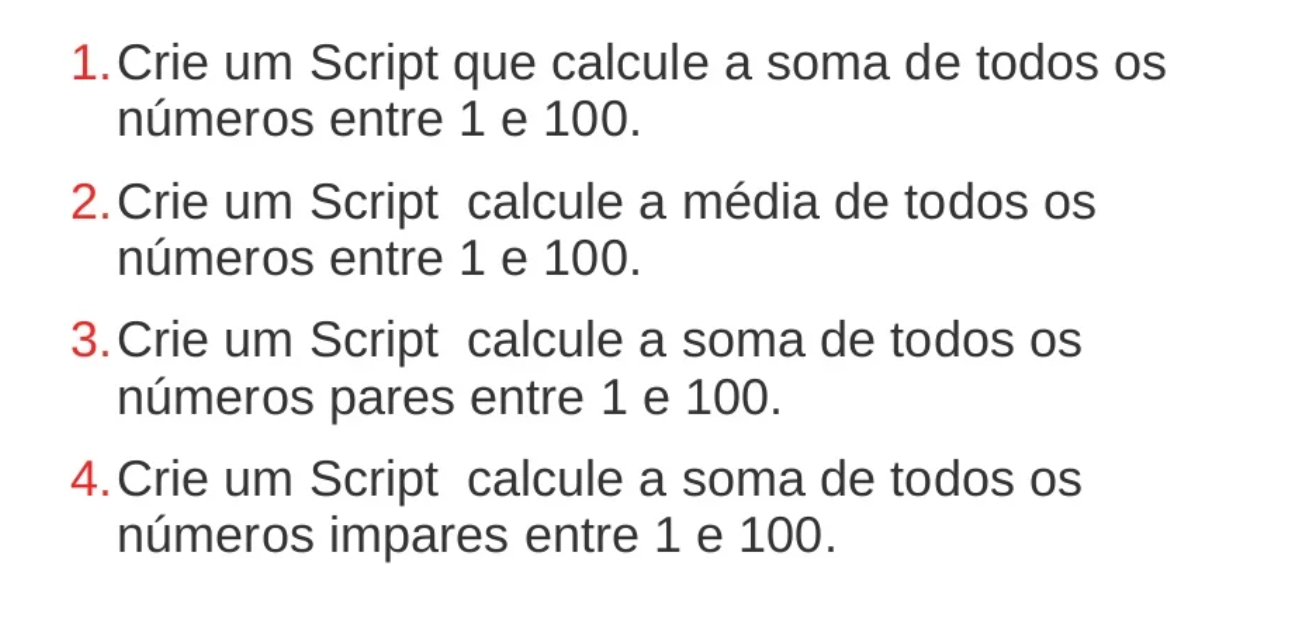 1. Crie um Script que calcule a soma de todos os
números entre 1 e 100.
2. Crie um Script  calcule a média de todos os
números entre 1 e 100.
3. Crie um Script  calcule a soma de todos os
números pares entre 1 e 100.
4. Crie um Script  calcule a soma de todos os
números impares entre 1 e 100.